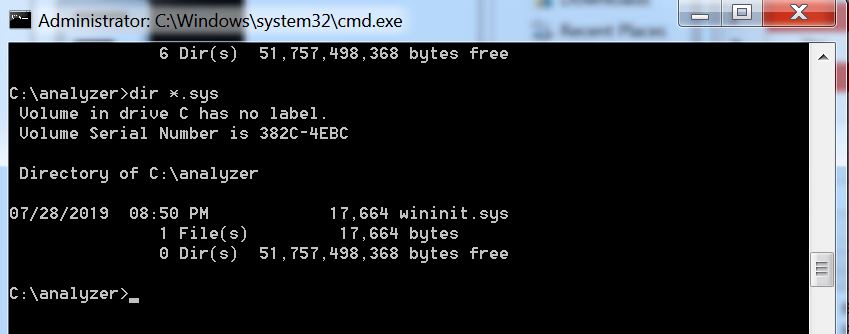 Administrator: C:\Windows\system32\cmd.exe
6 Dir(s)  51,757,498,368 bytes free
C:\analyzer>dir *.sys
Volume in drive C has no label.
Volume Serial Number is 382C-4EBC
Directory of C:\analyzer
07/28/2019  08:50 PM            17,664 wininit.sys
1 File(s)         17,664 bytes
0 Dir(s)  51,757,498,368 bytes free
C:\analyzer>_
Recent Places